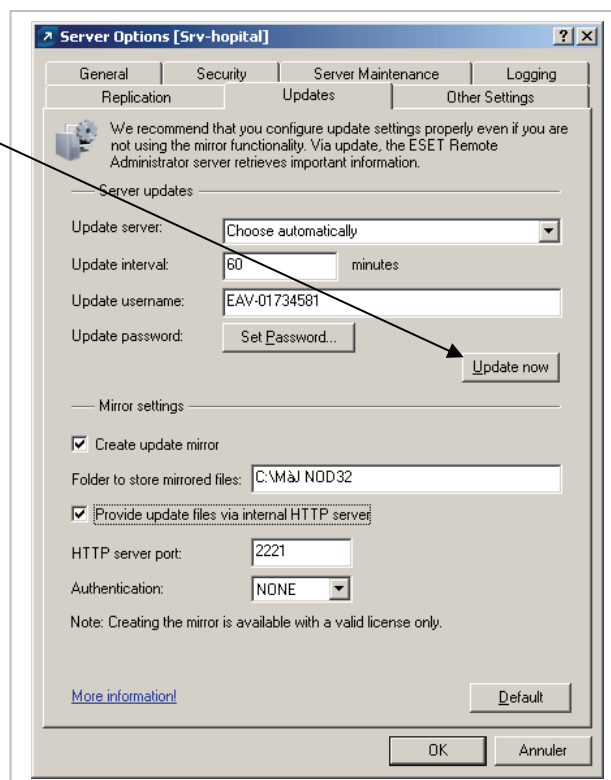 Server Options [Srv-hopital]
General Security Server Maintenance Logging
Replication Updates Other Settings
We recommend that you configure update settings properly even if you are
not using the mirror functionality. Via update, the ESET Remote
Administrator server retrieves important information.
Server updates
Update server: Choose automatically
Update interval: 60 minutes
Update username: EAV-01734581
Update password: Set Password...
Update now
Mirror settings
Create update mirror
Folder to store mirrored files: C:\MàJ NOD32
Provide update files via internal HTTP server
HTTP server port: 2221
Authentication: NONE
Note: Creating the mirror is available with a valid license only.
More information! Default
OK Annuler